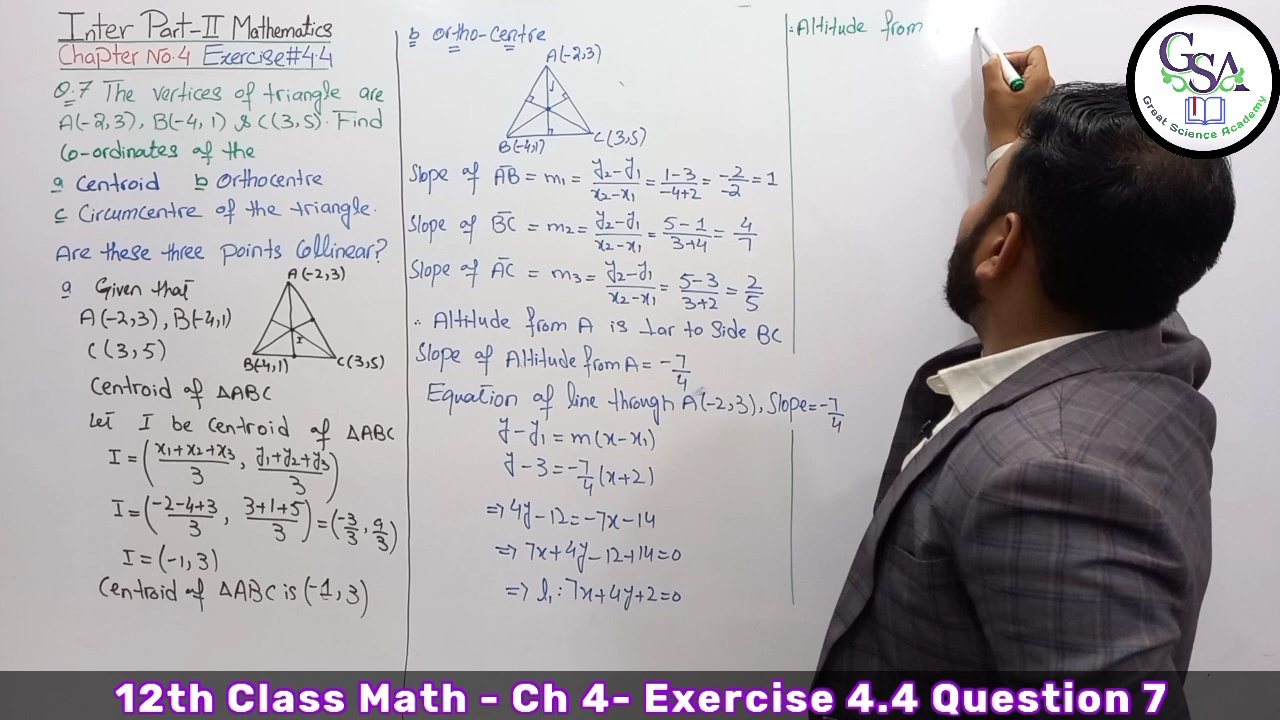 Inter Part-II Mathematics
Chapter No.4 Exercise#4.4
Q.7 The vertices of triangle are
A(-2,3), B(-4,1) & C(3,5). Find
Co-ordinates of the
a Centroid b Orthocentre
c Circumcentre of the triangle.
Are these three points Collinear?
a Given that
A(-2,3), B(-4,1)
C(3,5)
A(-2,3)
I
B(-4,1)
C(3,5)
Centroid of △ABC
Let I be Centroid of △ABC
I = (x₁+x₂+x₃/3, y₁+y₂+y₃/3)
I = (-2-4+3/3, 3+1+5/3) = (-3/3, 9/3)
I = (-1,3)
Centroid of △ABC is (-1,3)
b Ortho-Centre
A(-2,3)
B(-4,1)
C(3,5)
Slope of AB = m₁ = y₂-y₁/x₂-x₁ = 1-3/-4+2 = -2/-2 = 1
Slope of BC = m₂ = y₂-y₁/x₂-x₁ = 5-1/3+4 = 4/7
Slope of AC = m₃ = y₂-y₁/x₂-x₁ = 5-3/3+2 = 2/5
∴ Altitude from A is ⊥ar to Side BC
Slope of Altitude from A = -7/4
Equation of line through A(-2,3), Slope = -7/4
y-y₁ = m(x-x₁)
y-3 = -7/4(x+2)
⇒ 4y-12 = -7x-14
⇒ 7x+4y-12+14=0
⇒ l₁: 7x+4y+2=0
∴ Altitude from
GSA
Great Science Academy
12th Class Math - Ch 4- Exercise 4.4 Question 7